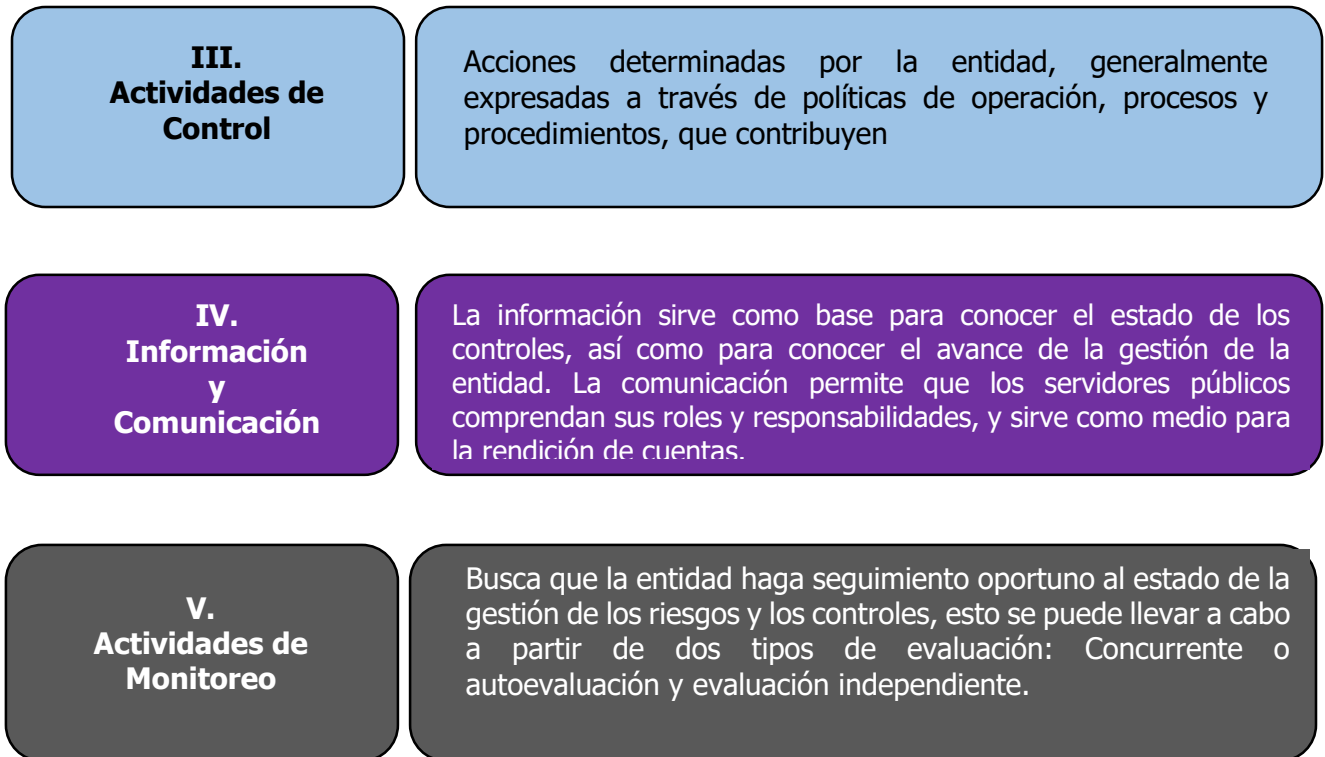 III.
Actividades de
Control
Acciones determinadas por la entidad, generalmente
expresadas a través de políticas de operación, procesos y
procedimientos, que contribuyen
IV.
Información
y
Comunicación
La información sirve como base para conocer el estado de los
controles, así como para conocer el avance de la gestión de la
entidad. La comunicación permite que los servidores públicos
comprendan sus roles y responsabilidades, y sirve como medio para
la rendición de cuentas.
V.
Actividades de
Monitoreo
Busca que la entidad haga seguimiento oportuno al estado de la
gestión de los riesgos y los controles, esto se puede llevar a cabo
a partir de dos tipos de evaluación: Concurrente o
autoevaluación y evaluación independiente.